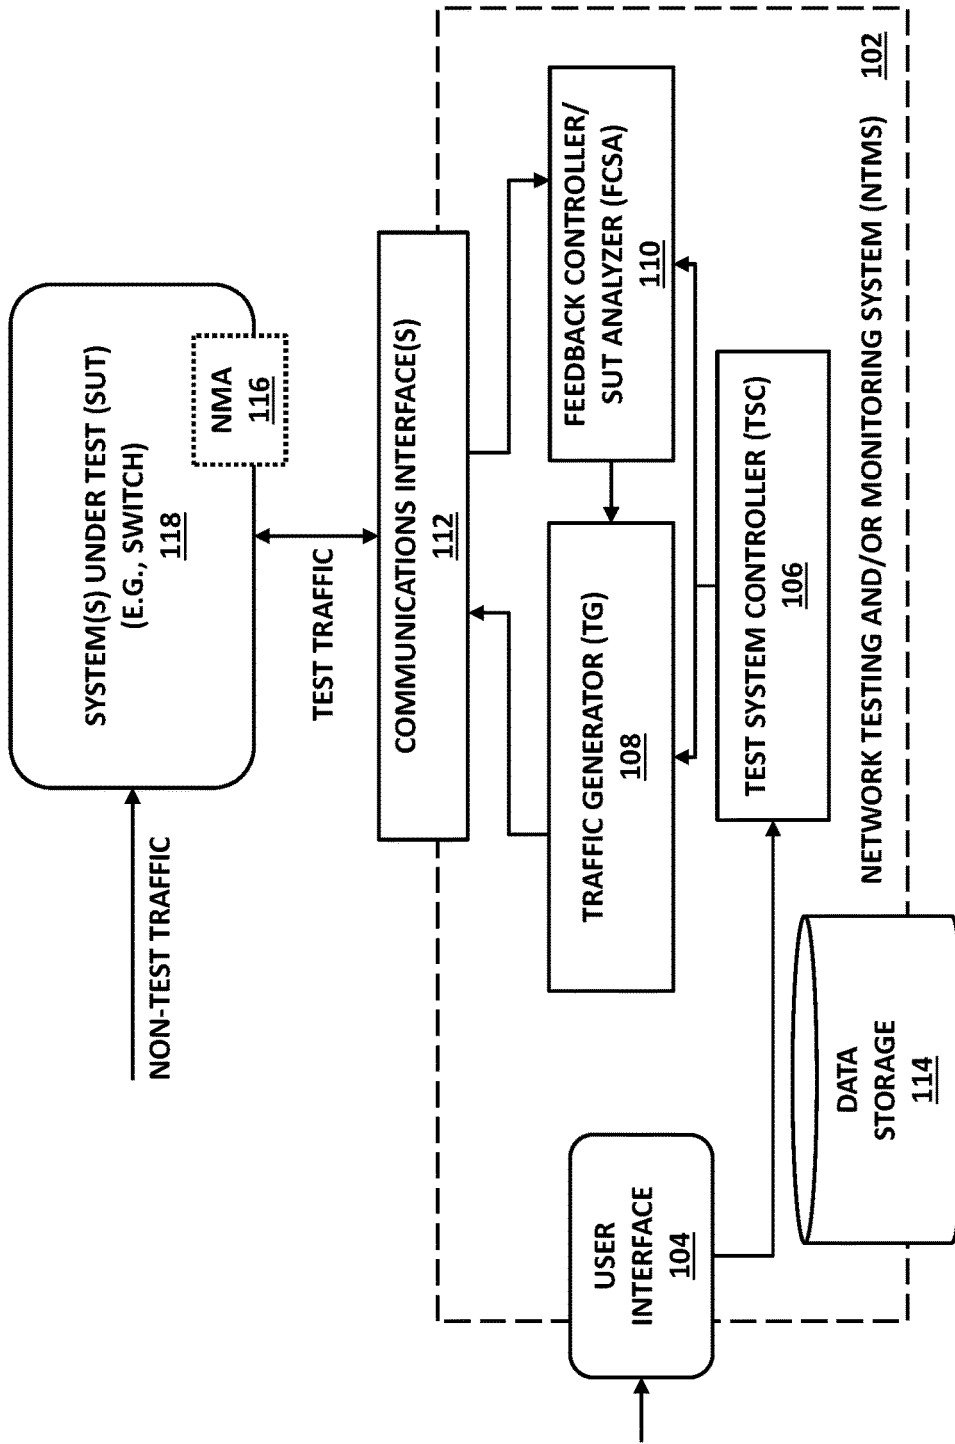 NON-TEST TRAFFIC
SYSTEM(S) UNDER TEST (SUT)
(E.G., SWITCH)
118
NMA
116
TEST TRAFFIC
COMMUNICATIONS INTERFACE(S)
112
USER
INTERFACE
104
TRAFFIC GENERATOR (TG)
108
FEEDBACK CONTROLLER/
SUT ANALYZER (FCSA)
110
TEST SYSTEM CONTROLLER (TSC)
106
DATA
STORAGE
114
NETWORK TESTING AND/OR MONITORING SYSTEM (NTMS) 102